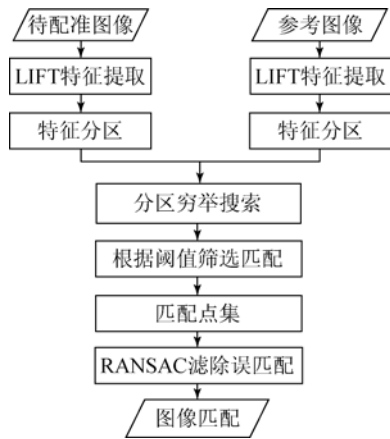 待配准图像
参考图像
LIFT特征提取
LIFT特征提取
特征分区
特征分区
分区穷举搜索
根据阈值筛选匹配
匹配点集
RANSAC滤除误匹配
图像匹配